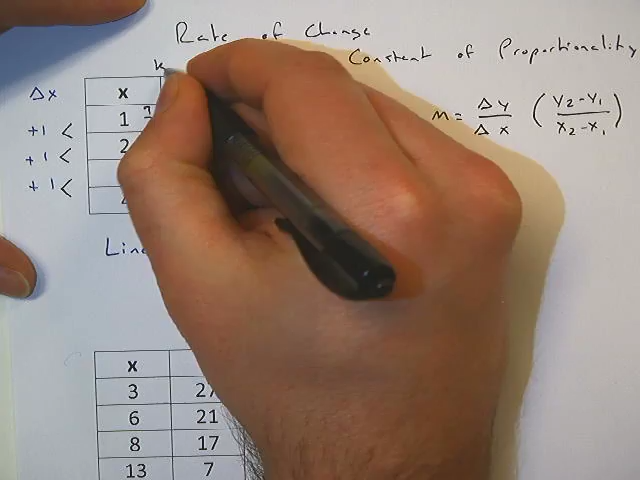 Rate of Change
Constant of Proportionality
k
Δx
x
m = Δy / Δx ( y2-y1 / x2-x1 )
1
+1 <
2
+1 <
+1 <
x
3 27
6 21
8 17
13 7